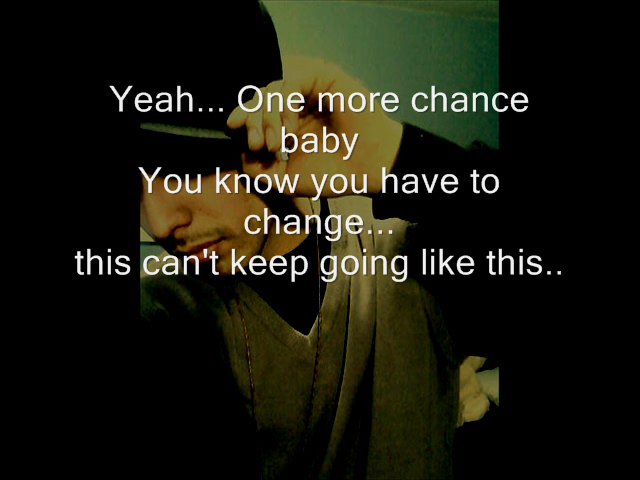 Yeah... One more chance
baby
You know you have to
change...
this can't keep going like this..